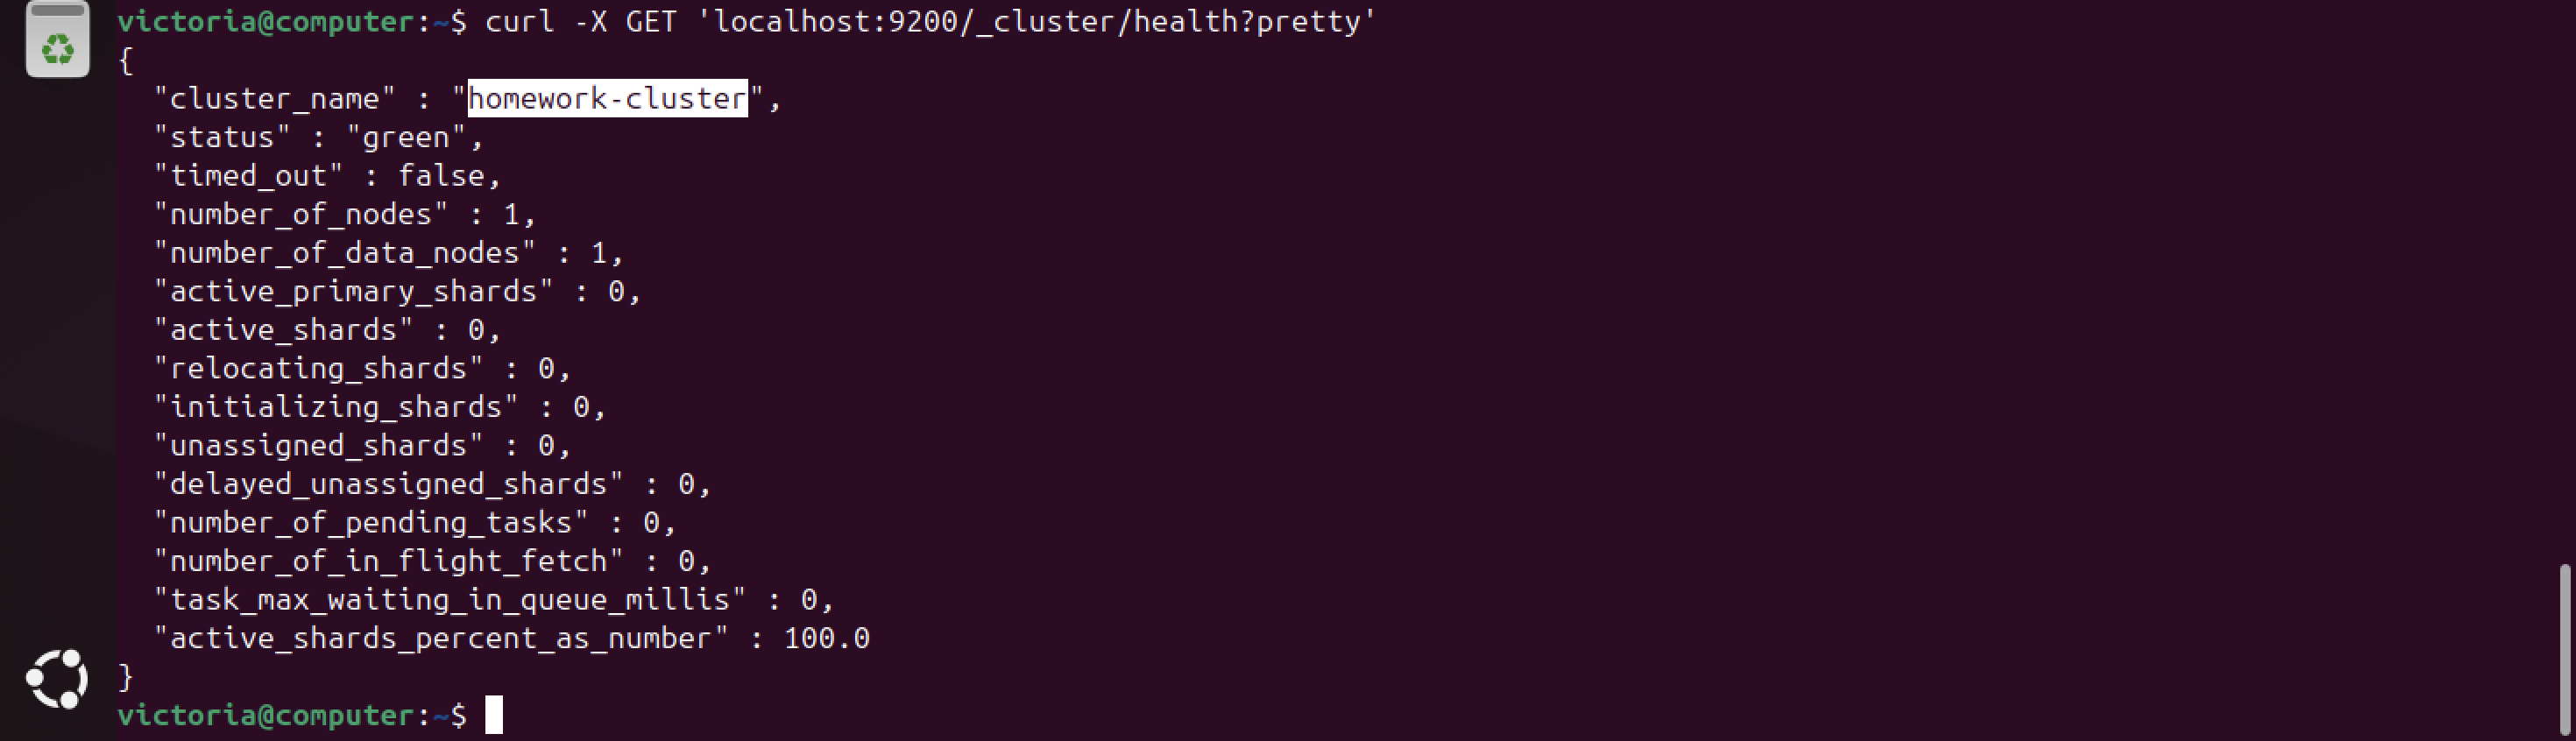 victoria@computer:~$ curl -X GET 'localhost:9200/_cluster/health?pretty'
{
  "cluster_name" : "homework-cluster",
  "status" : "green",
  "timed_out" : false,
  "number_of_nodes" : 1,
  "number_of_data_nodes" : 1,
  "active_primary_shards" : 0,
  "active_shards" : 0,
  "relocating_shards" : 0,
  "initializing_shards" : 0,
  "unassigned_shards" : 0,
  "delayed_unassigned_shards" : 0,
  "number_of_pending_tasks" : 0,
  "number_of_in_flight_fetch" : 0,
  "task_max_waiting_in_queue_millis" : 0,
  "active_shards_percent_as_number" : 100.0
}
victoria@computer:~$